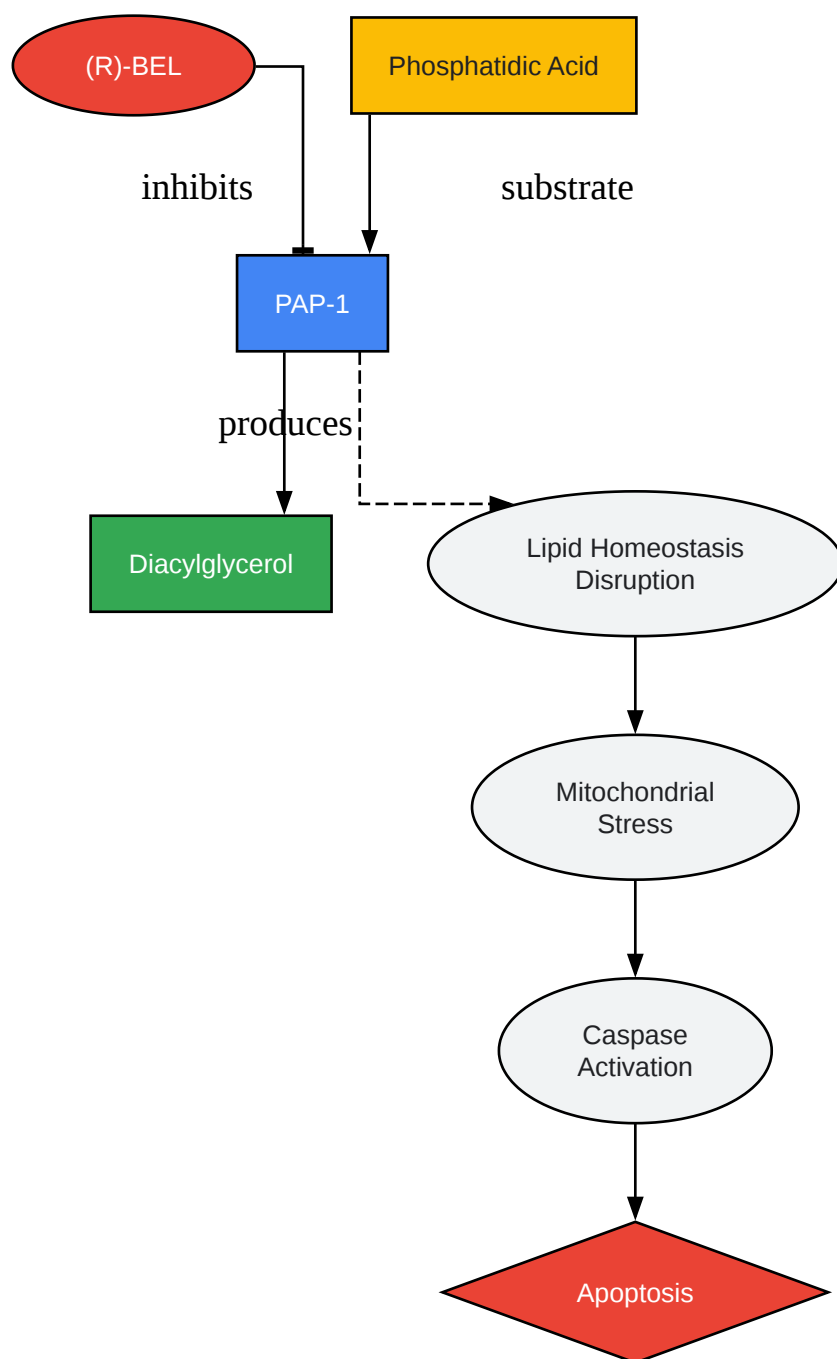 (R)-BEL
Phosphatidic Acid
inhibits
substrate
PAP-1
produces
Diacylglycerol
Lipid Homeostasis
Disruption
Mitochondrial
Stress
Caspase
Activation
Apoptosis